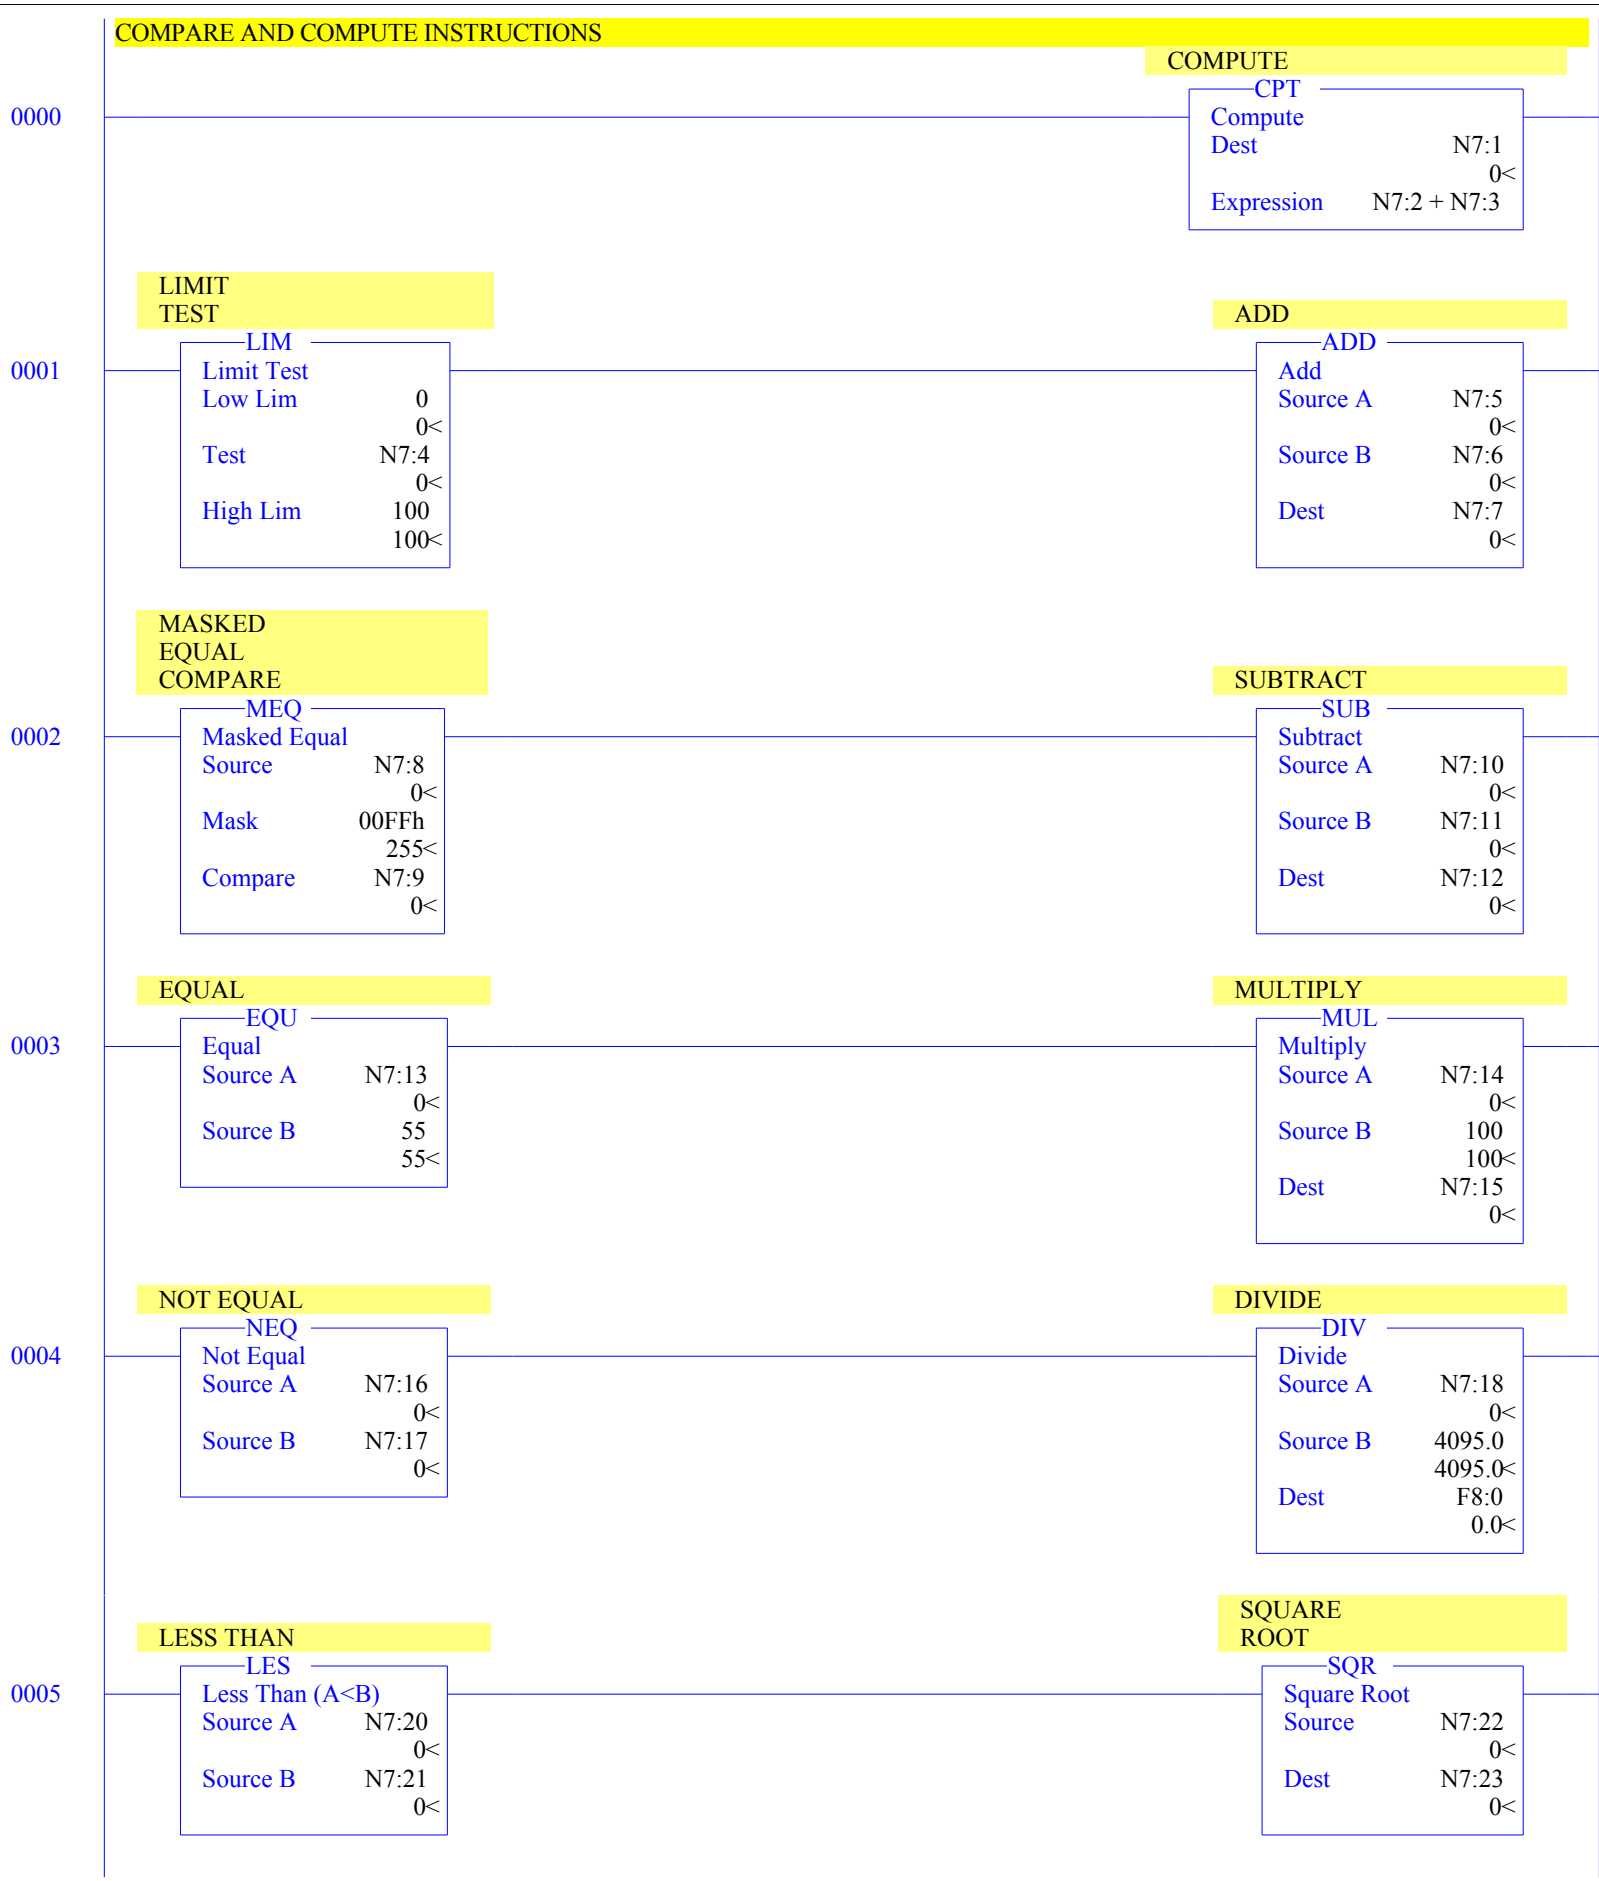 COMPARE AND COMPUTE INSTRUCTIONS
COMPUTE
CPT
0000
Compute
Dest N7:1
0<
Expression N7:2 + N7:3
LIMIT
TEST
LIM
0001
Limit Test
Low Lim 0
0<
Test N7:4
0<
High Lim 100
100<
ADD
ADD
Add
Source A N7:5
0<
Source B N7:6
0<
Dest N7:7
0<
MASKED
EQUAL
COMPARE
MEQ
0002
Masked Equal
Source N7:8
0<
Mask 00FFh
255<
Compare N7:9
0<
SUBTRACT
SUB
Subtract
Source A N7:10
0<
Source B N7:11
0<
Dest N7:12
0<
EQUAL
EQU
0003
Equal
Source A N7:13
0<
Source B 55
55<
MULTIPLY
MUL
Multiply
Source A N7:14
0<
Source B 100
100<
Dest N7:15
0<
NOT EQUAL
NEQ
0004
Not Equal
Source A N7:16
0<
Source B N7:17
0<
DIVIDE
DIV
Divide
Source A N7:18
0<
Source B 4095.0
4095.0<
Dest F8:0
0.0<
LESS THAN
LES
0005
Less Than (A<B)
Source A N7:20
0<
Source B N7:21
0<
SQUARE
ROOT
SQR
Square Root
Source N7:22
0<
Dest N7:23
0<